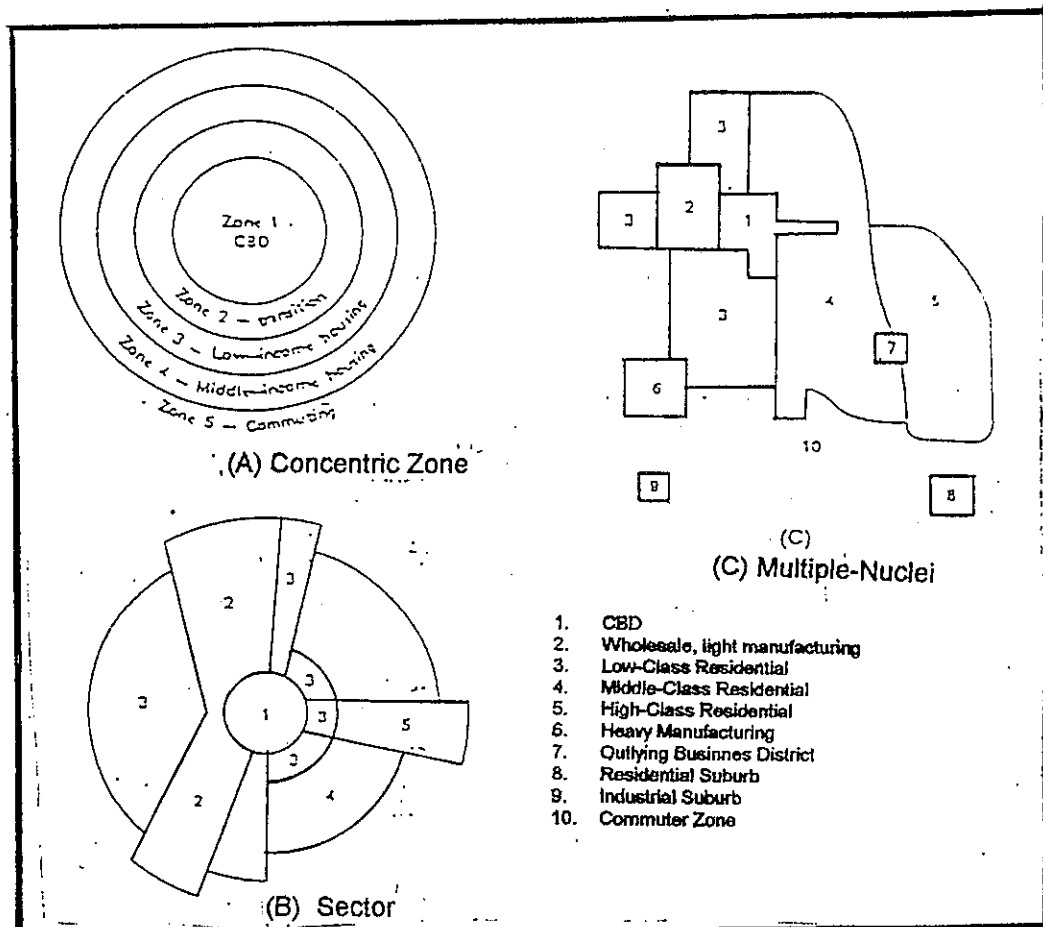 Zone 1
CBD
Zone 2 – transition
Zone 3 – Low-income housing
Zone 4 – Middle-income housing
Zone 5 – Commuting
(A) Concentric Zone
3
3
2
1
3
4
5
7
6
10
9
8
(C)
(C) Multiple-Nuclei
2
3
3
3
1
3
5
3
4
2
(B) Sector
1. CBD
2. Wholesale, light manufacturing
3. Low-Class Residential
4. Middle-Class Residential
5. High-Class Residential
6. Heavy Manufacturing
7. Outlying Businnes District
8. Residential Suburb
9. Industrial Suburb
10. Commuter Zone